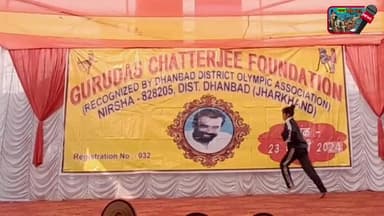 GURUDAS CHATTERJEE FOUNDATION
(RECOGNIZED BY DHANBAD DISTRICT OLYMPIC ASSOCIATION)
NIRSHA - 828205, DIST. DHANBAD (JHARKHAND)
23 2024
Registration No 032